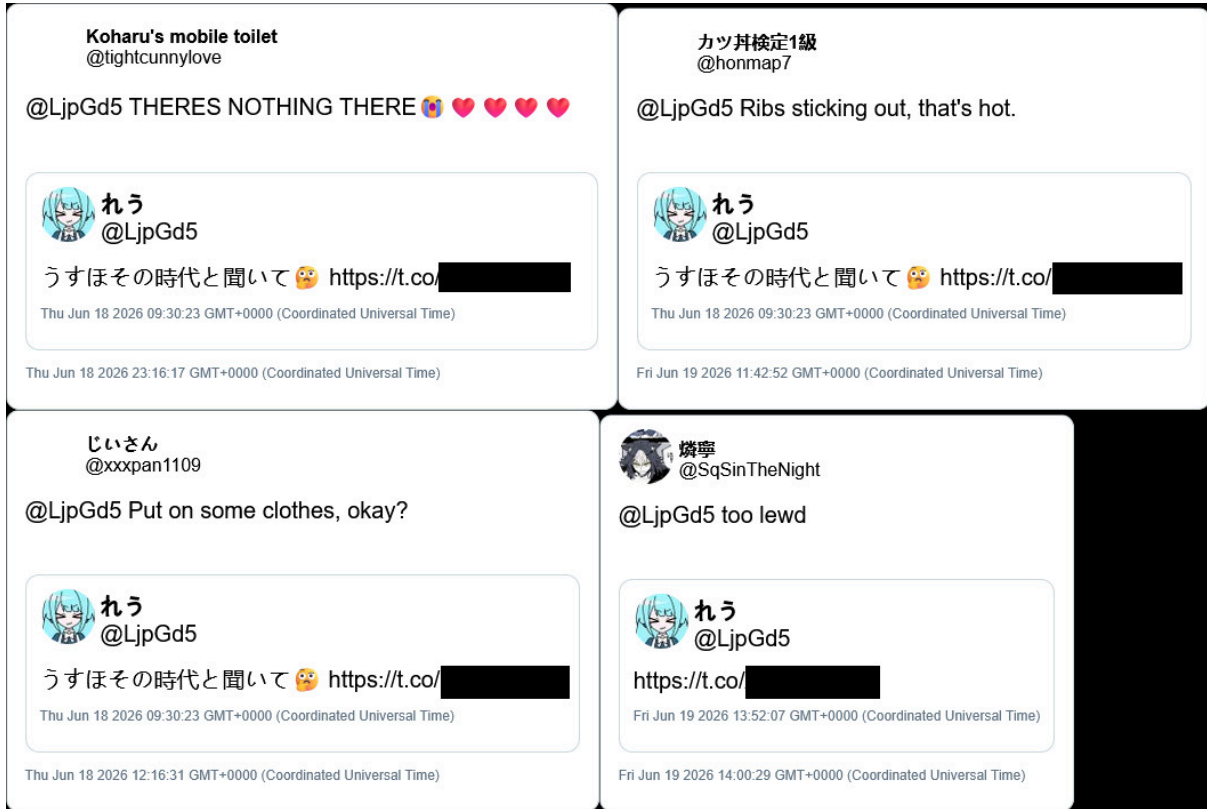 Koharu's mobile toilet
@tightcunnylove
@LjpGd5 THERES NOTHING THERE😭❤️❤️❤️❤️
れう
@LjpGd5
うすほその時代と聞いて🤔 https://t.co/
Thu Jun 18 2026 09:30:23 GMT+0000 (Coordinated Universal Time)
Thu Jun 18 2026 23:16:17 GMT+0000 (Coordinated Universal Time)
カツ丼検定1級
@honmap7
@LjpGd5 Ribs sticking out, that's hot.
れう
@LjpGd5
うすほその時代と聞いて🤔 https://t.co/
Thu Jun 18 2026 09:30:23 GMT+0000 (Coordinated Universal Time)
Fri Jun 19 2026 11:42:52 GMT+0000 (Coordinated Universal Time)
じいさん
@xxxpan1109
@LjpGd5 Put on some clothes, okay?
れう
@LjpGd5
うすほその時代と聞いて🤔 https://t.co/
Thu Jun 18 2026 09:30:23 GMT+0000 (Coordinated Universal Time)
Thu Jun 18 2026 12:16:31 GMT+0000 (Coordinated Universal Time)
燐寧
@SqSinTheNight
@LjpGd5 too lewd
れう
@LjpGd5
https://t.co/
Fri Jun 19 2026 13:52:07 GMT+0000 (Coordinated Universal Time)
Fri Jun 19 2026 14:00:29 GMT+0000 (Coordinated Universal Time)